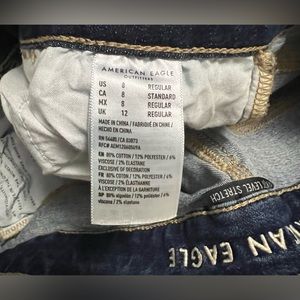 AMERICAN EAGLE
OUTFITTERS
US 8 REGULAR
CA 8 STANDARD
MX 8 REGULAR
UK 12 REGULAR
MADE IN CHINA / FABRIQUÉ EN CHINE /
HECHO EN CHINA
RN 54485/CA 03873
EN 80% COTTON / 12% POLYESTER / 6%
VISCOSE / 2% ELASTANE
EXCLUSIVE OF DECORATION
FR 80% COTON / 12% POLYESTER / 6%
VISCOSE / 2% ÉLASTHANNE
À L'EXCEPTION DE LA GARNITURE
80% algodón / 12% poliéster / 6%
viscosa / 2% elastano
LEVEL STRETCH
AN EAGLE